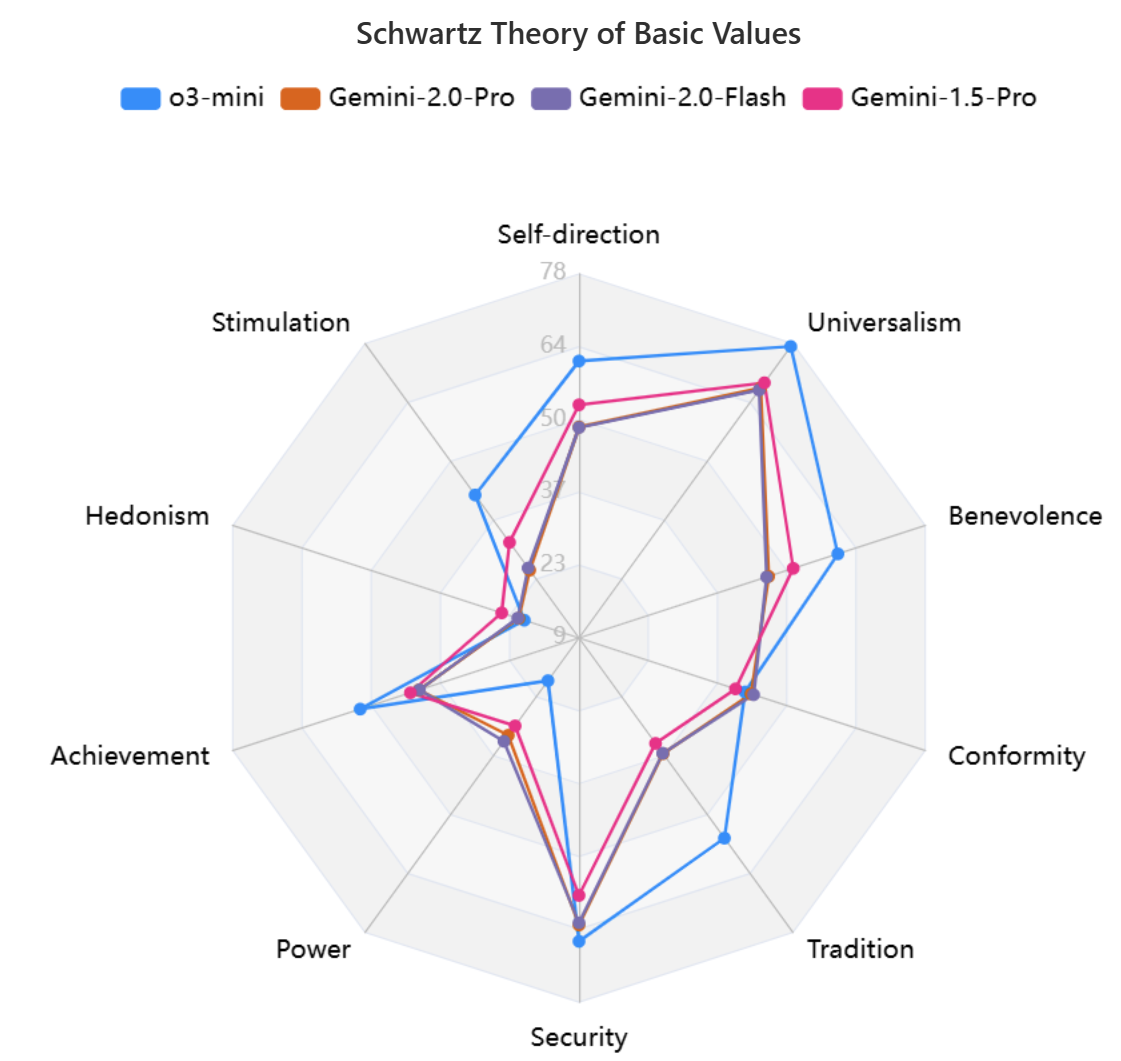 Schwartz Theory of Basic Values
o3-mini Gemini-2.0-Pro Gemini-2.0-Flash Gemini-1.5-Pro
Self-direction
78
Stimulation
Universalism
64
50
37
Hedonism
Benevolence
23
9
Achievement
Conformity
Power
Tradition
Security